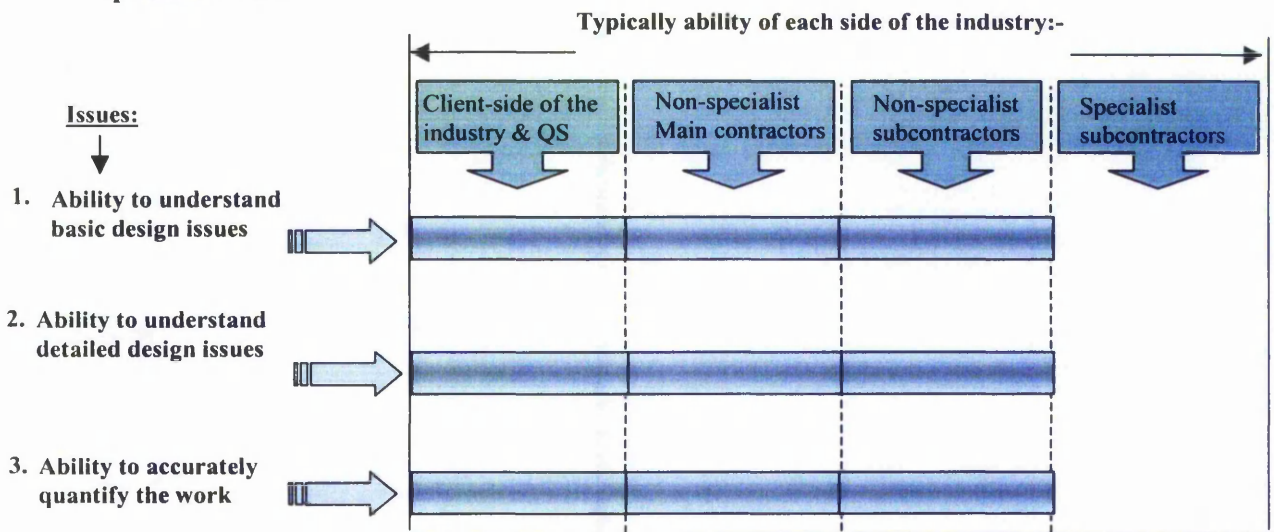 Typically ability of each side of the industry:-
Issues:
Client-side of the
industry & QS
Non-specialist
Main contractors
Non-specialist
subcontractors
Specialist
subcontractors
1. Ability to understand
basic design issues
2. Ability to understand
detailed design issues
3. Ability to accurately
quantify the work